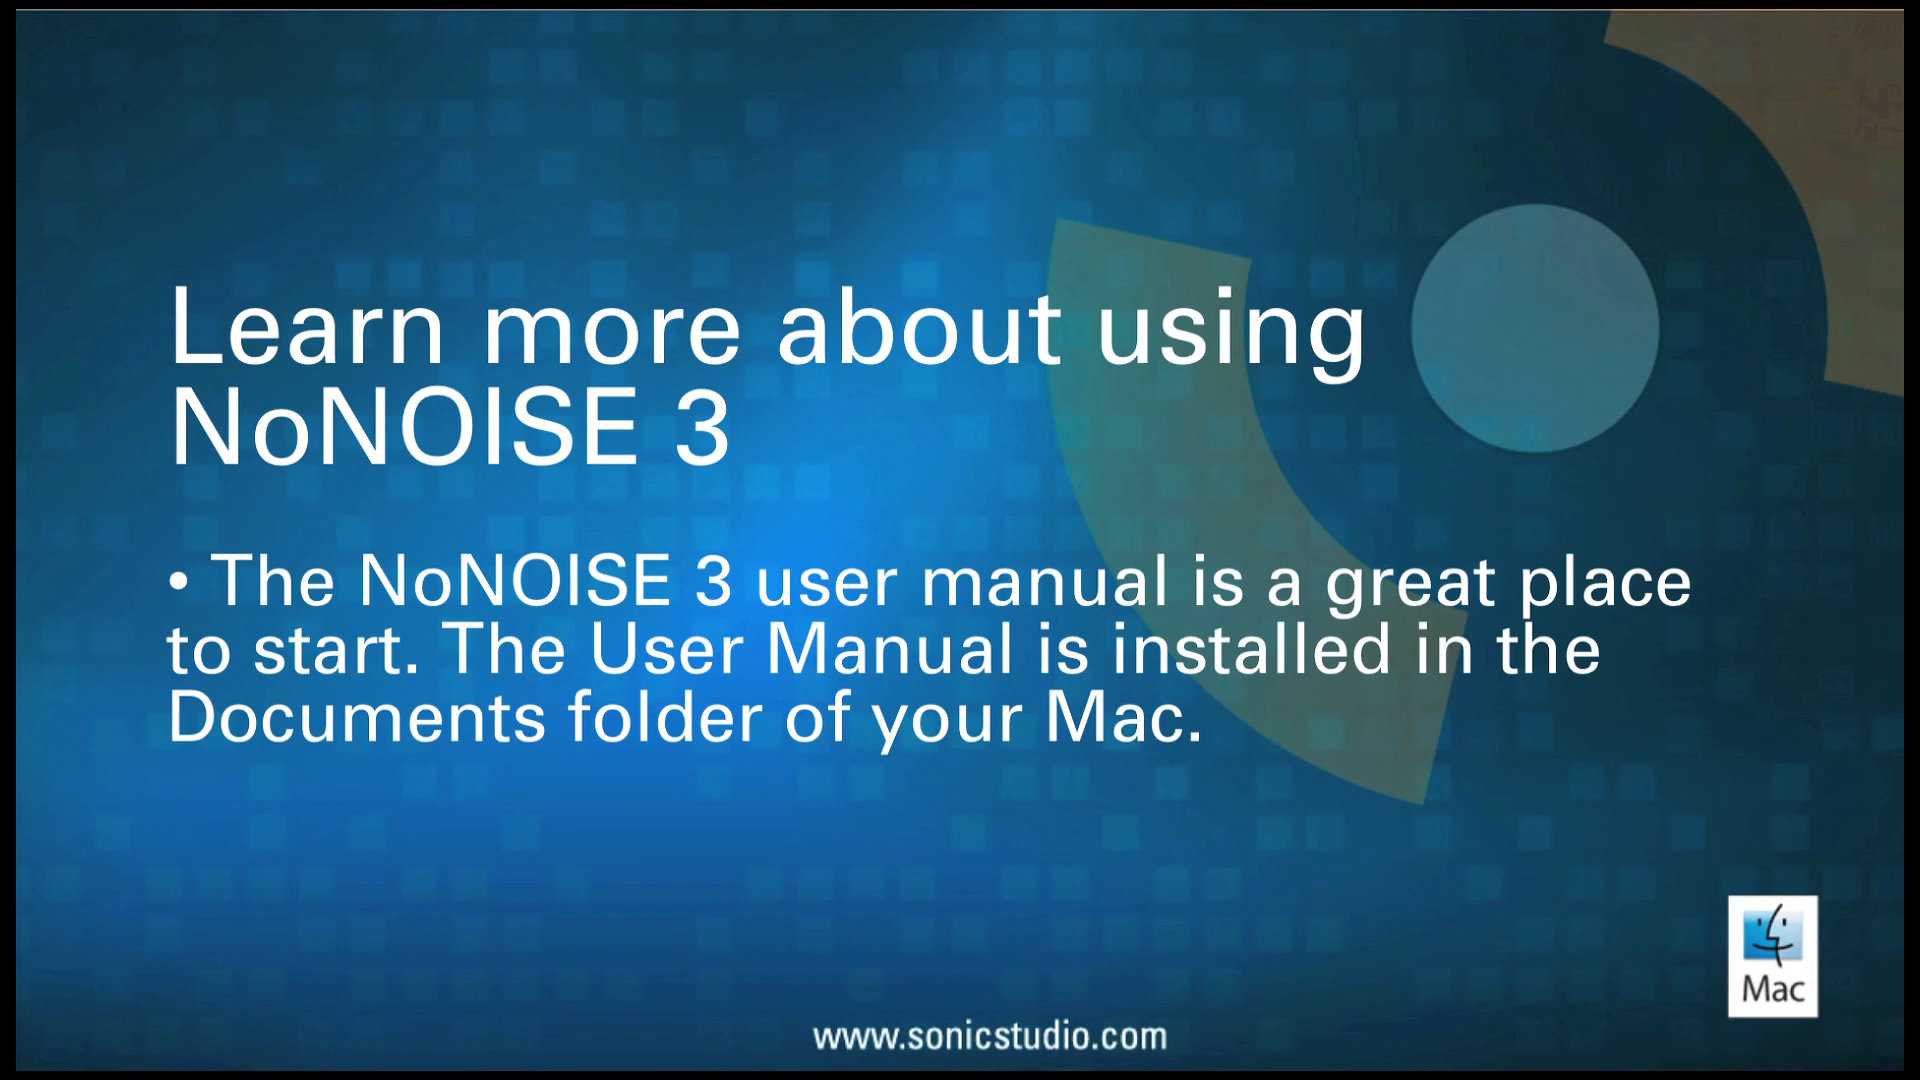 Learn more about using
NoNOISE 3
• The NoNOISE 3 user manual is a great place
to start. The User Manual is installed in the
Documents folder of your Mac.
Mac
www.sonicstudio.com